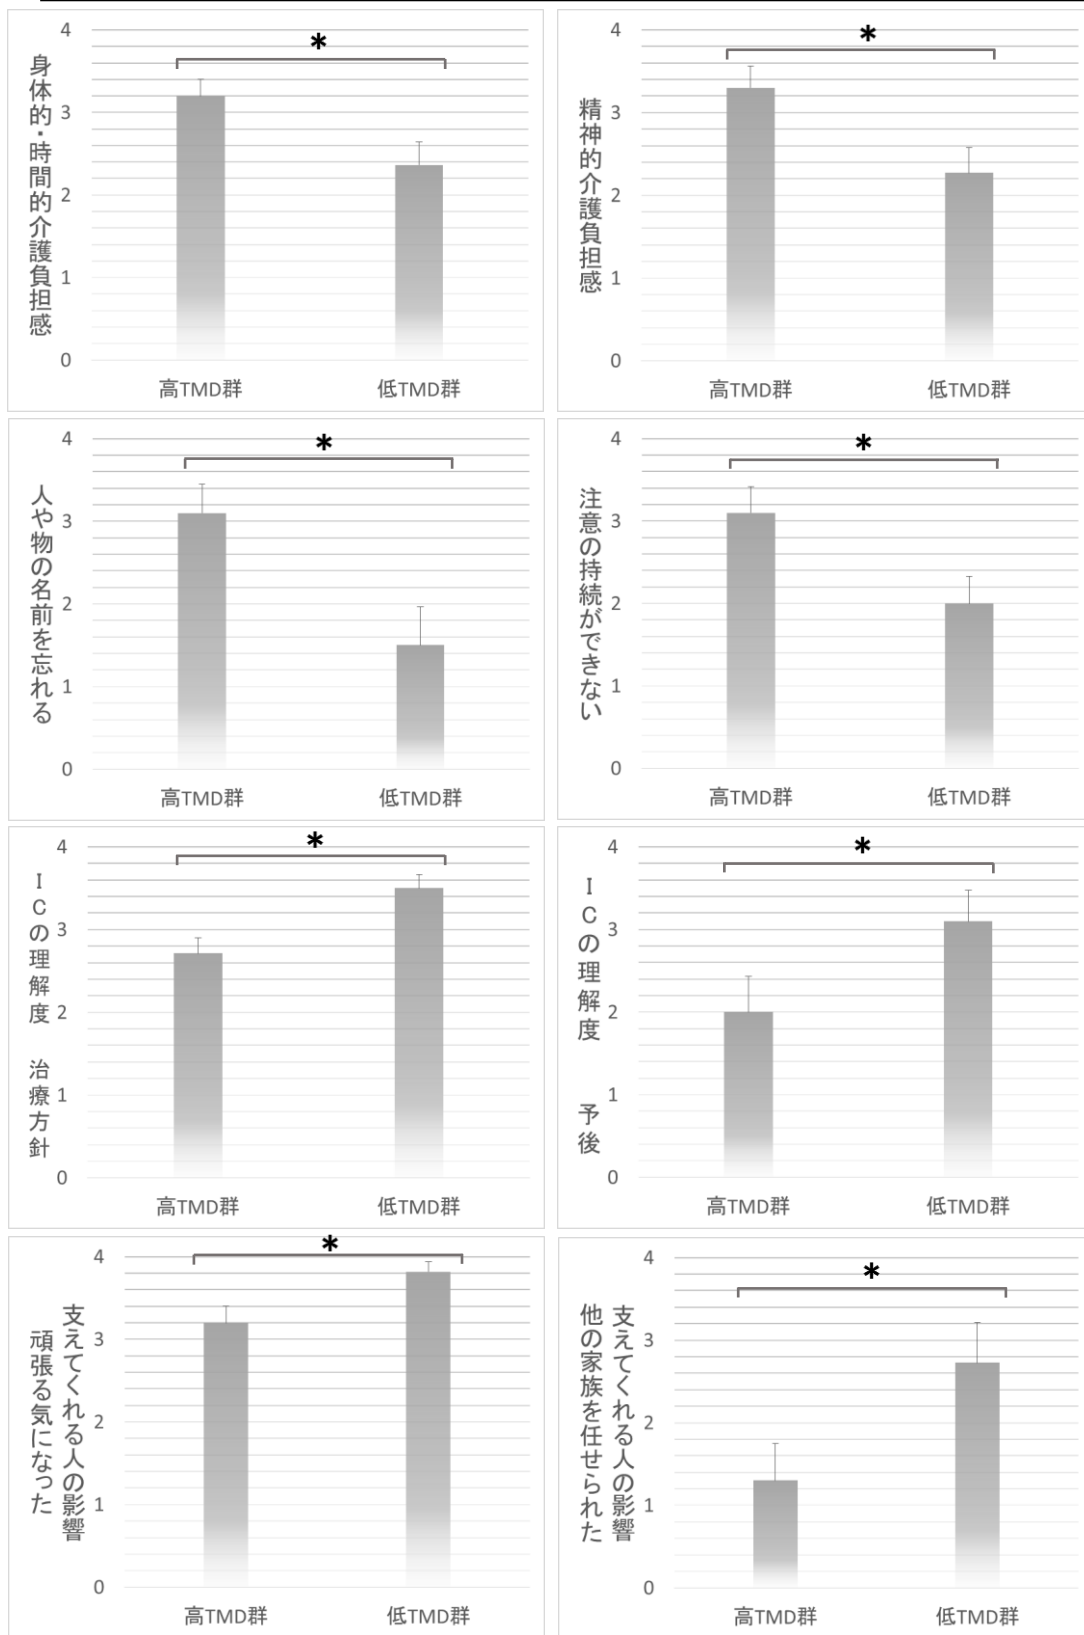 身体的・時間的介護負担感
4
3
2
1
0
*
高TMD群
低TMD群
精神的介護負担感
4
3
2
1
0
*
高TMD群
低TMD群
人や物の名前を忘れる
4
3
2
1
0
*
高TMD群
低TMD群
注意の持続ができない
4
3
2
1
0
*
高TMD群
低TMD群
ICの理解度 治療方針
4
3
2
1
0
*
高TMD群
低TMD群
ICの理解度 予後
4
3
2
1
0
*
高TMD群
低TMD群
支えてくれる人の影響
頑張る気になった
4
3
2
1
0
*
高TMD群
低TMD群
支えてくれる人の影響
他の家族を任せられた
4
3
2
1
0
*
高TMD群
低TMD群